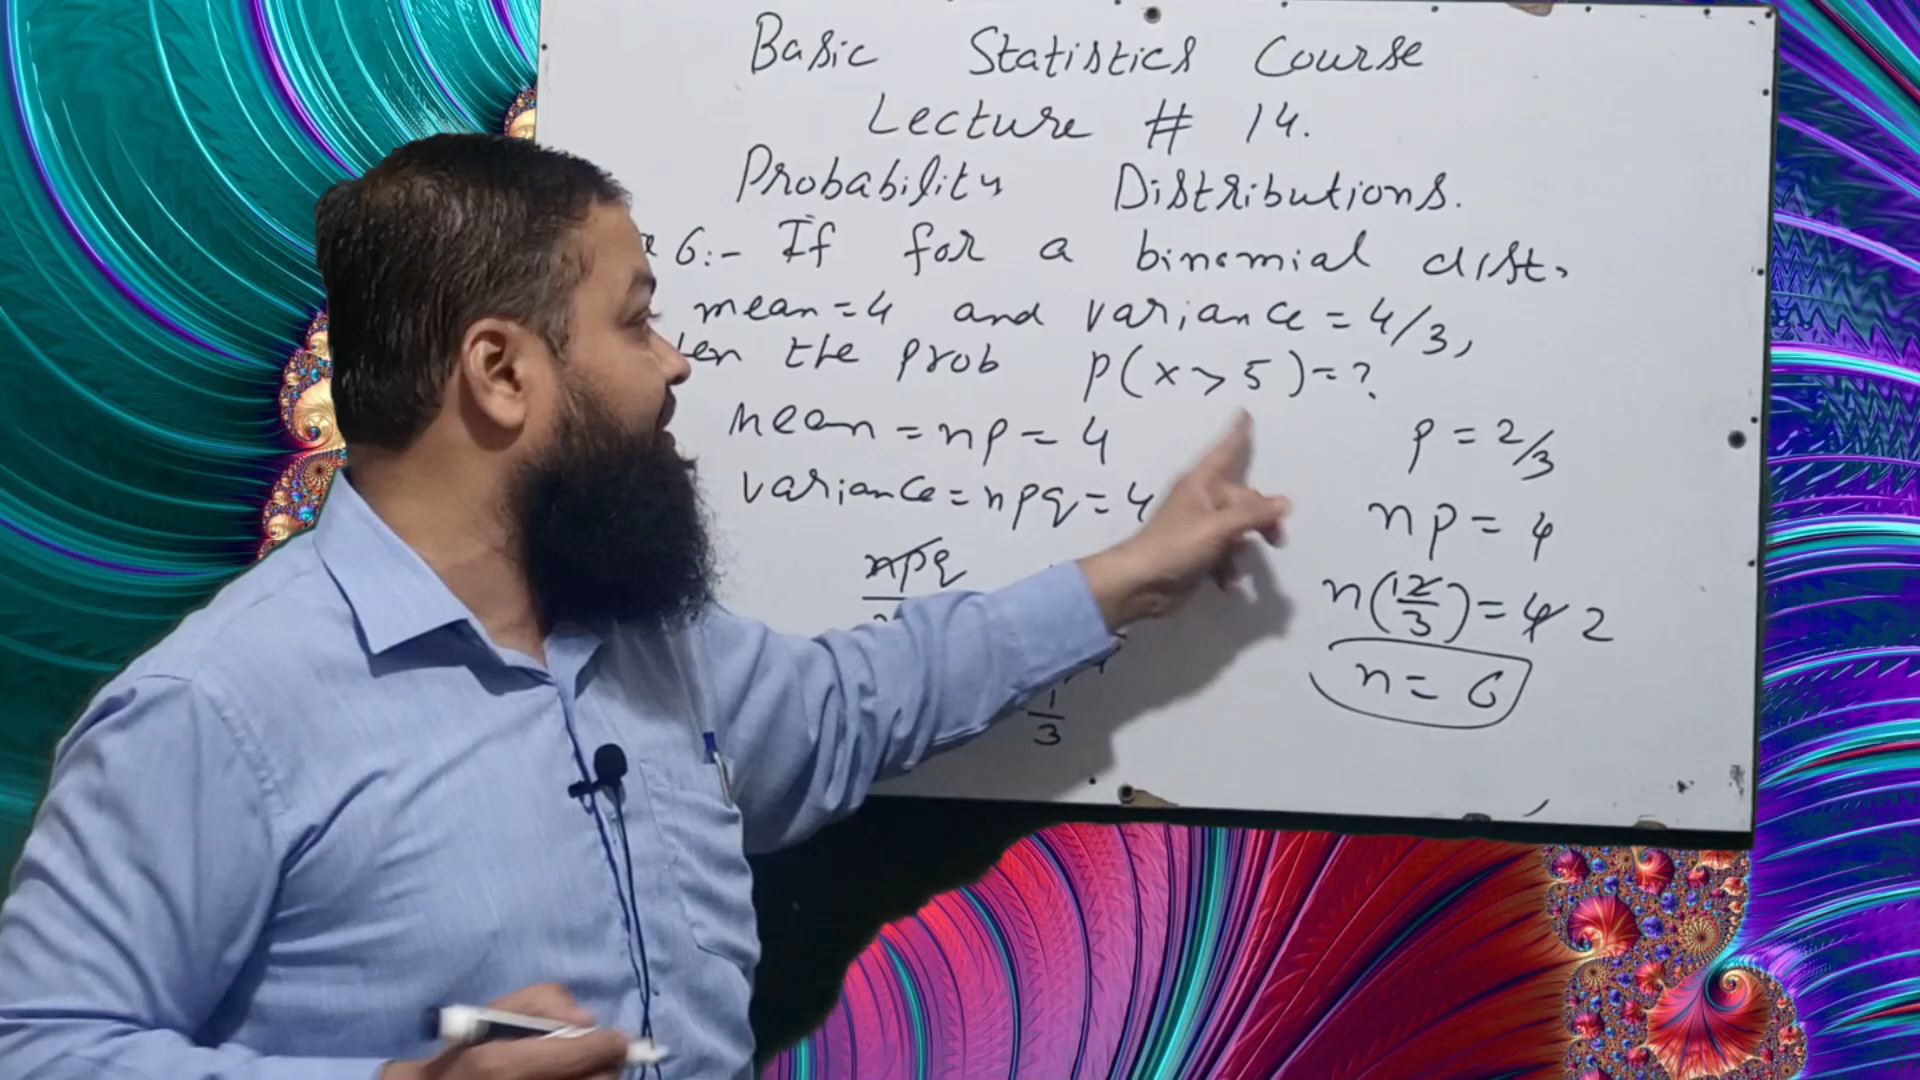 Basic Statistics Course
Lecture # 14.
Probability Distributions.
6:- If for a binomial dist.
mean = 4 and variance = 4/3,
the prob P(x > 5) = ?
mean = np = 4
variance = npq = 4
npq
1/3
p = 2/3
np = 4
n(2/3) = 4 2
n = 6